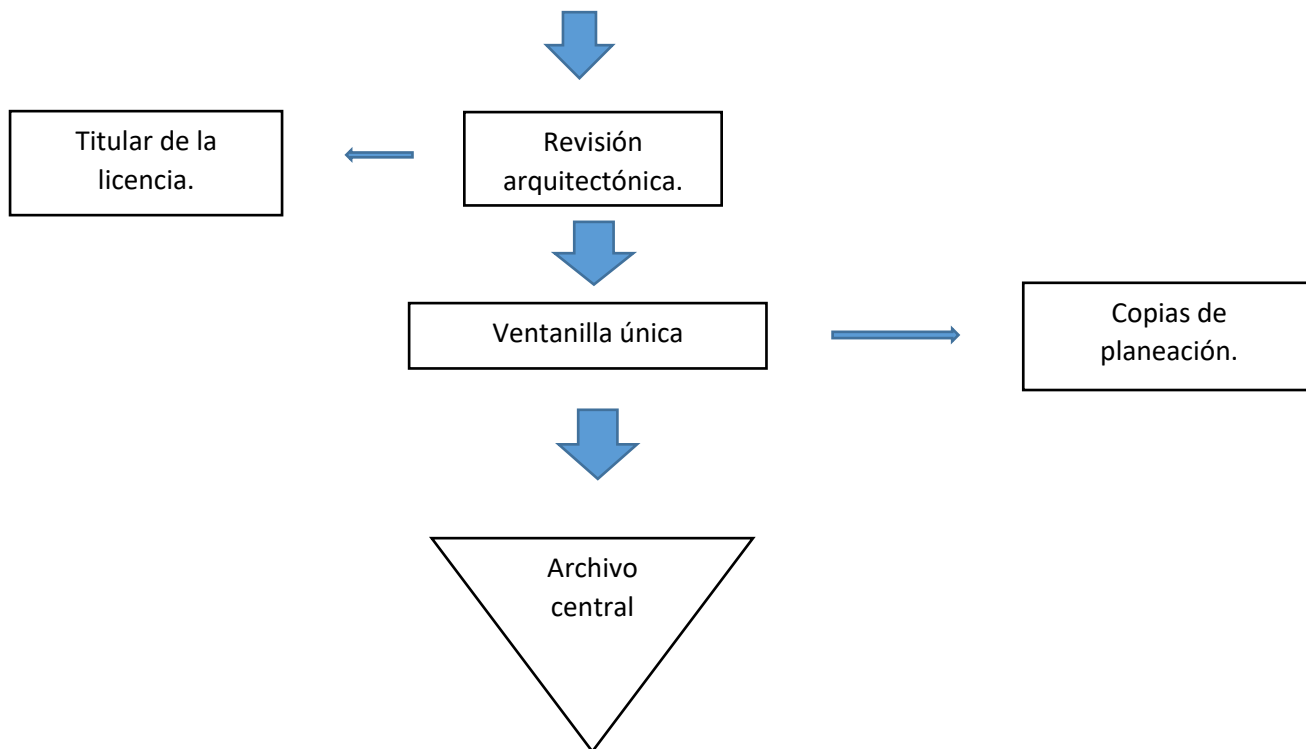 Titular de la
licencia.
Revisión
arquitectónica.
Ventanilla única
Copias de
planeación.
Archivo
central